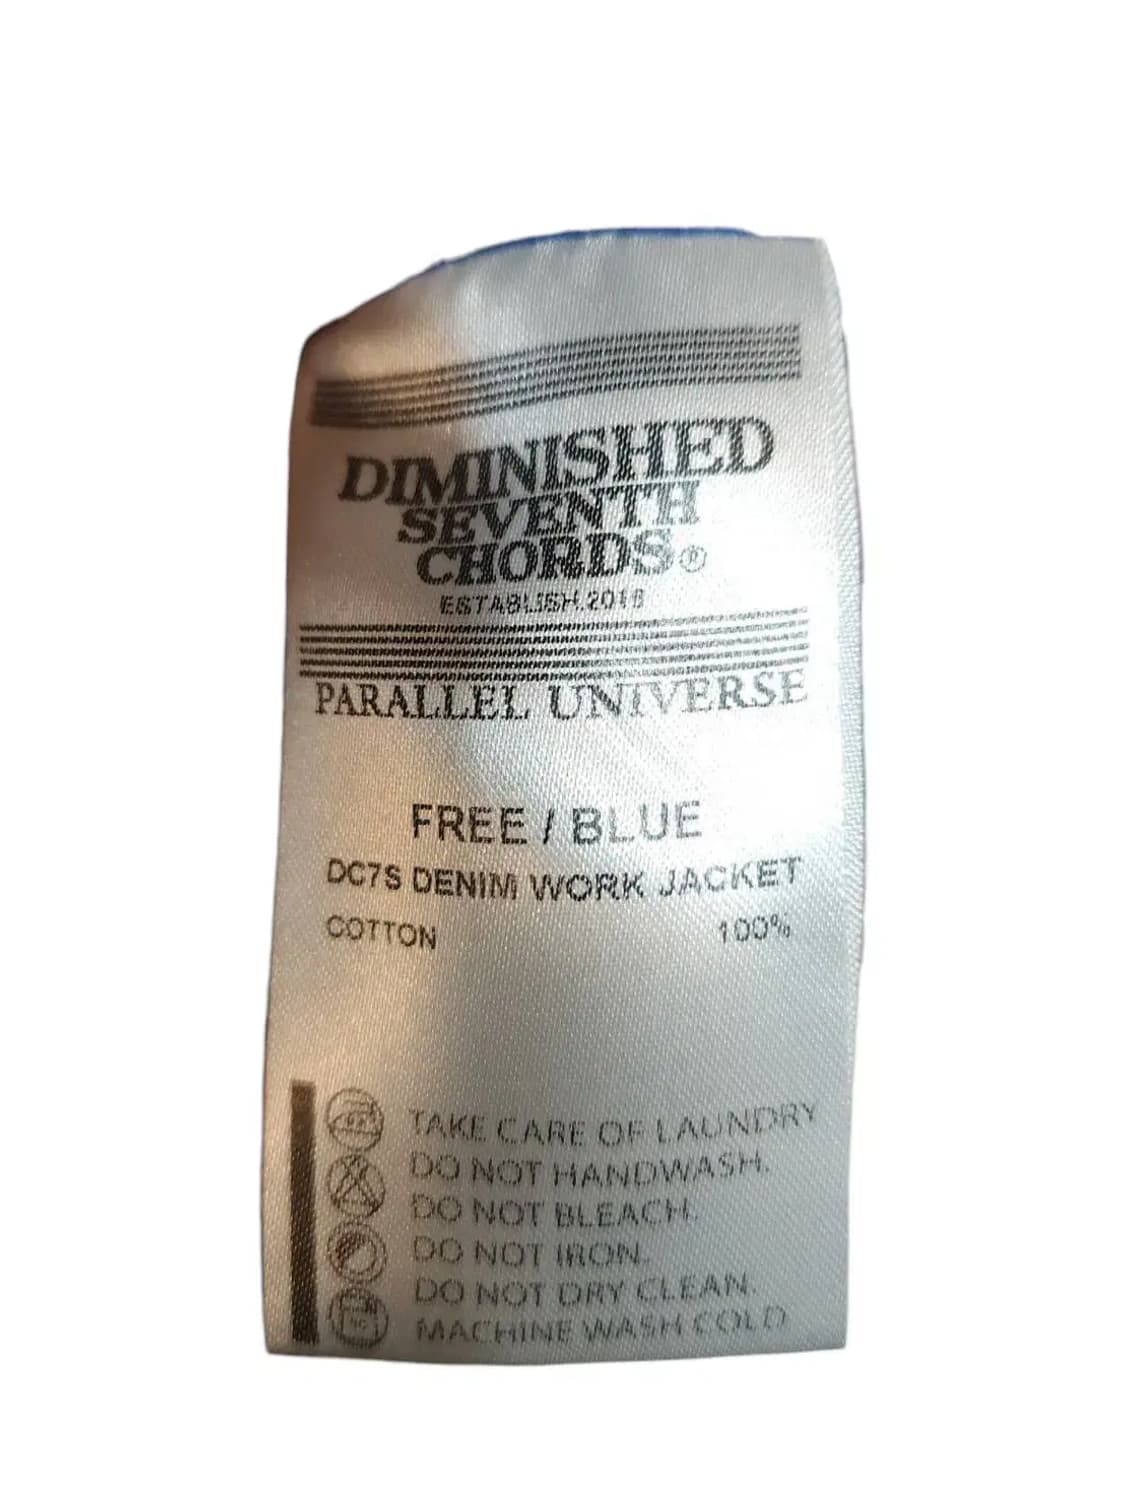 DIMINISHED
SEVENTH
CHORDS®
ESTABLISH.2018
PARALLEL UNIVERSE
FREE / BLUE
DC7S DENIM WORK JACKET
COTTON 100%
TAKE CARE OF LAUNDRY
DO NOT HANDWASH.
DO NOT BLEACH.
DO NOT IRON.
DO NOT DRY CLEAN.
MACHINE WASH COLD